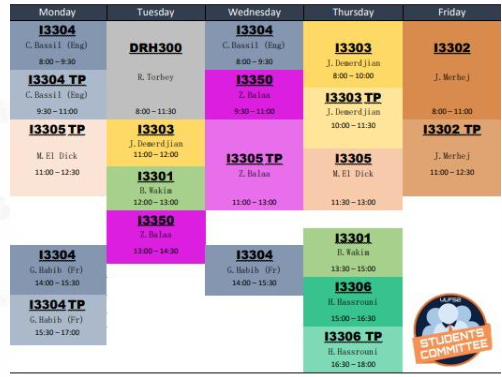 Monday Tuesday Wednesday Thursday Friday
I3304
C.Bassil (Eng)
8:00 – 9:30
I3304 TP
C.Bassil (Eng)
9:30 – 11:00
I3305 TP
M.El Dick
11:00 – 12:30
I3304
G.Habib (Fr)
14:00 – 15:30
I3304 TP
G.Habib (Fr)
15:30 – 17:00
DRH300
R.Torbey
8:00 – 11:30
I3303
J.Demerdjian
11:00 – 12:00
I3301
B.Wakim
12:00 – 13:00
I3350
Z.Balaa
13:00 – 14:30
I3304
C.Bassil (Eng)
8:00 – 9:30
I3350
Z.Balaa
9:30 – 11:00
I3305 TP
Z.Balaa
11:00 – 13:00
I3304
G.Habib (Fr)
14:00 – 15:30
I3303
J.Demerdjian
8:00 – 10:00
I3303 TP
J.Demerdjian
10:00 – 11:30
I3305
M.El Dick
11:30 – 13:00
I3301
B.Wakim
13:30 – 15:00
I3306
H.Hassrouni
15:00 – 16:30
I3306 TP
H.Hassrouni
16:30 – 18:00
I3302
J.Merhej
8:00 – 11:00
I3302 TP
J.Merhej
11:00 – 12:30
STUDENTS
COMMITTEE